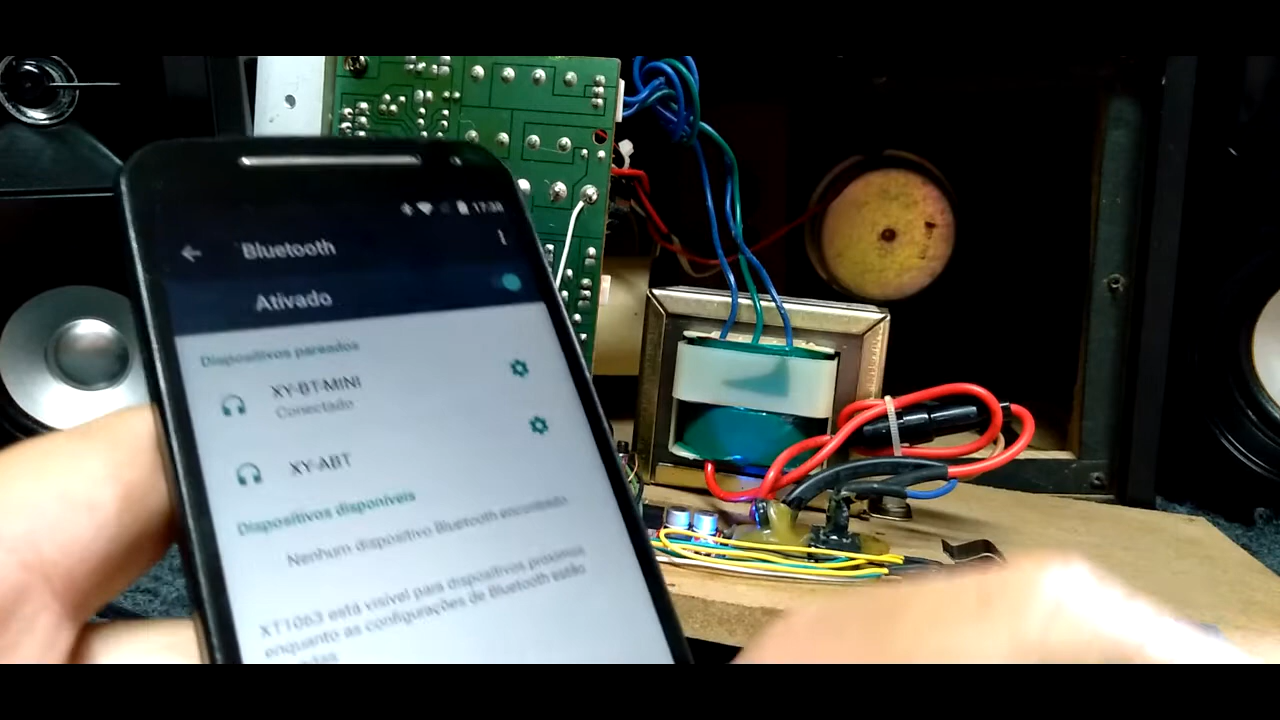 17:38
Bluetooth
Ativado
Dispositivos pareados
XY-BT-MINI
Conectado
XY-ABT
Dispositivos disponíveis
Nenhum dispositivo Bluetooth encontrado
XT1063 está visível para dispositivos próximos
enquanto as configurações de Bluetooth estão